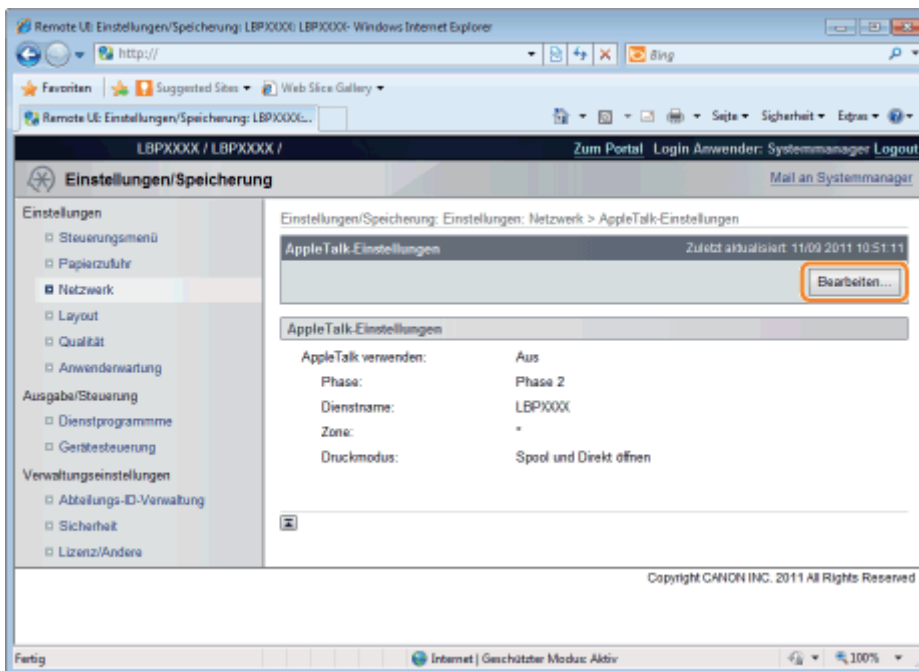 Remote UI: Einstellungen/Speicherung: LBPXXXX: LBPXXXX- Windows Internet Explorer
http://
Bing
Favoriten Suggested Sites Web Slice Gallery
Remote UI: Einstellungen/Speicherung: LBPXXXX:... Seite Sicherheit Extras
LBPXXXX / LBPXXXX / Zum Portal Login Anwender: Systemmanager Logout
Einstellungen/Speicherung Mail an Systemmanager
Einstellungen
Steuerungsmenü
Papierzufuhr
Netzwerk
Layout
Qualität
Anwenderwartung
Ausgabe/Steuerung
Dienstprogrammme
Gerätesteuerung
Verwaltungseinstellungen
Abteilungs-ID-Verwaltung
Sicherheit
Lizenz/Andere
Einstellungen/Speicherung: Einstellungen: Netzwerk > AppleTalk-Einstellungen
AppleTalk-Einstellungen Zuletzt aktualisiert: 11/09 2011 10:51:11
Bearbeiten...
AppleTalk-Einstellungen
AppleTalk verwenden: Aus
Phase: Phase 2
Dienstname: LBPXXXX
Zone: *
Druckmodus: Spool und Direkt öffnen
Copyright CANON INC. 2011 All Rights Reserved
Fertig Internet | Geschützter Modus: Aktiv 100%